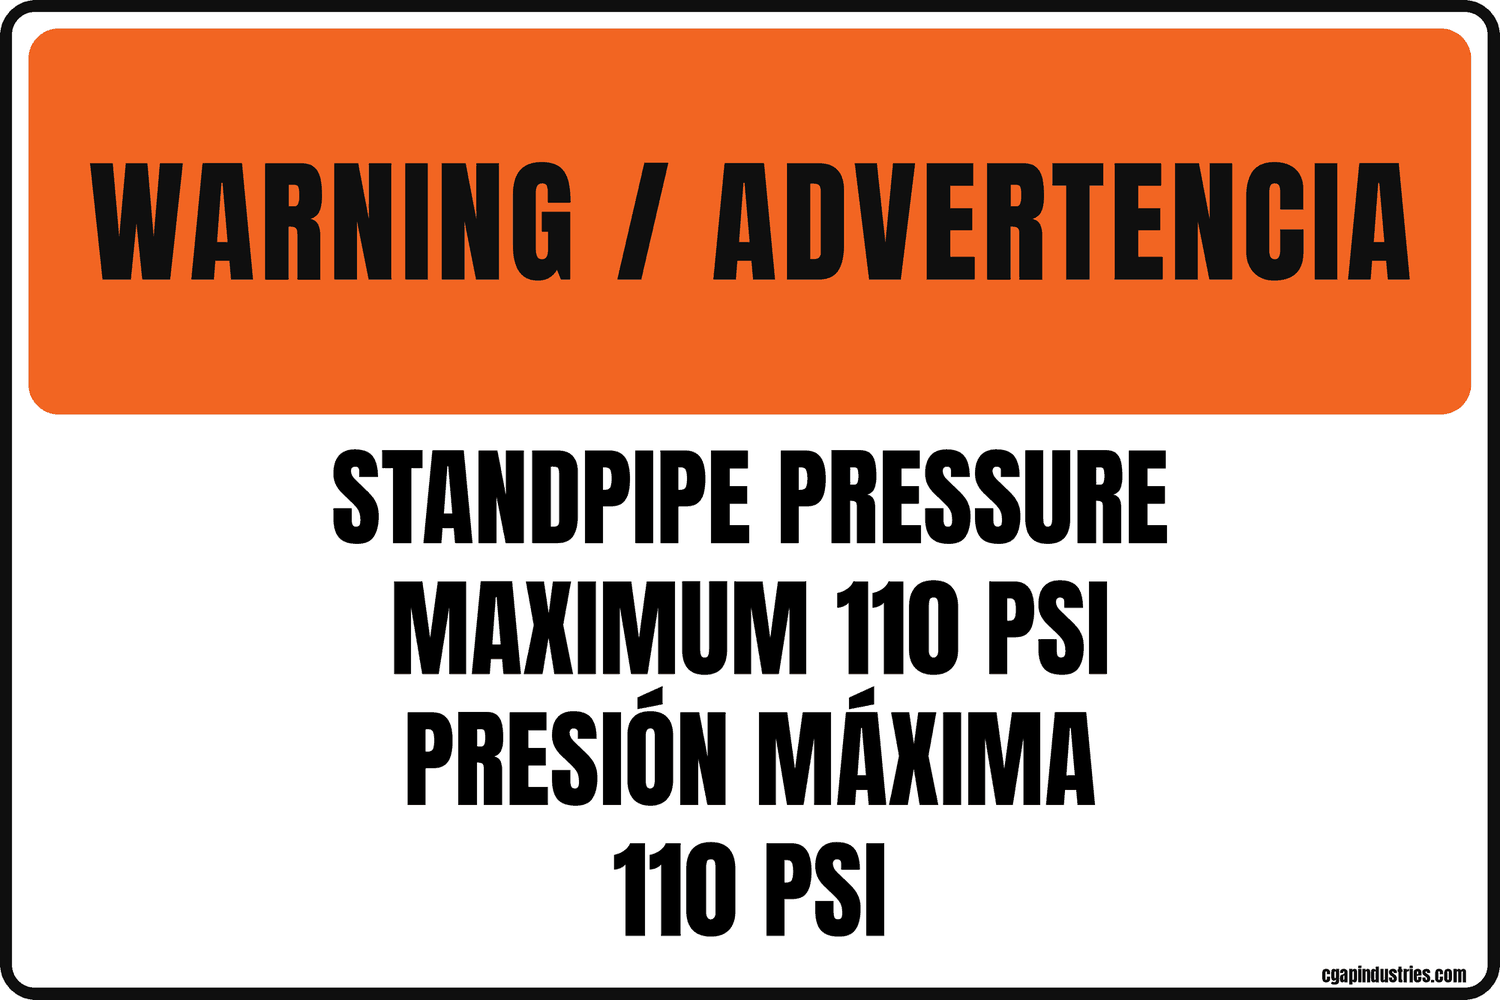 WARNING / ADVERTENCIA
STANDPIPE PRESSURE
MAXIMUM 110 PSI
PRESIÓN MÁXIMA
110 PSI
cgapindustries.com